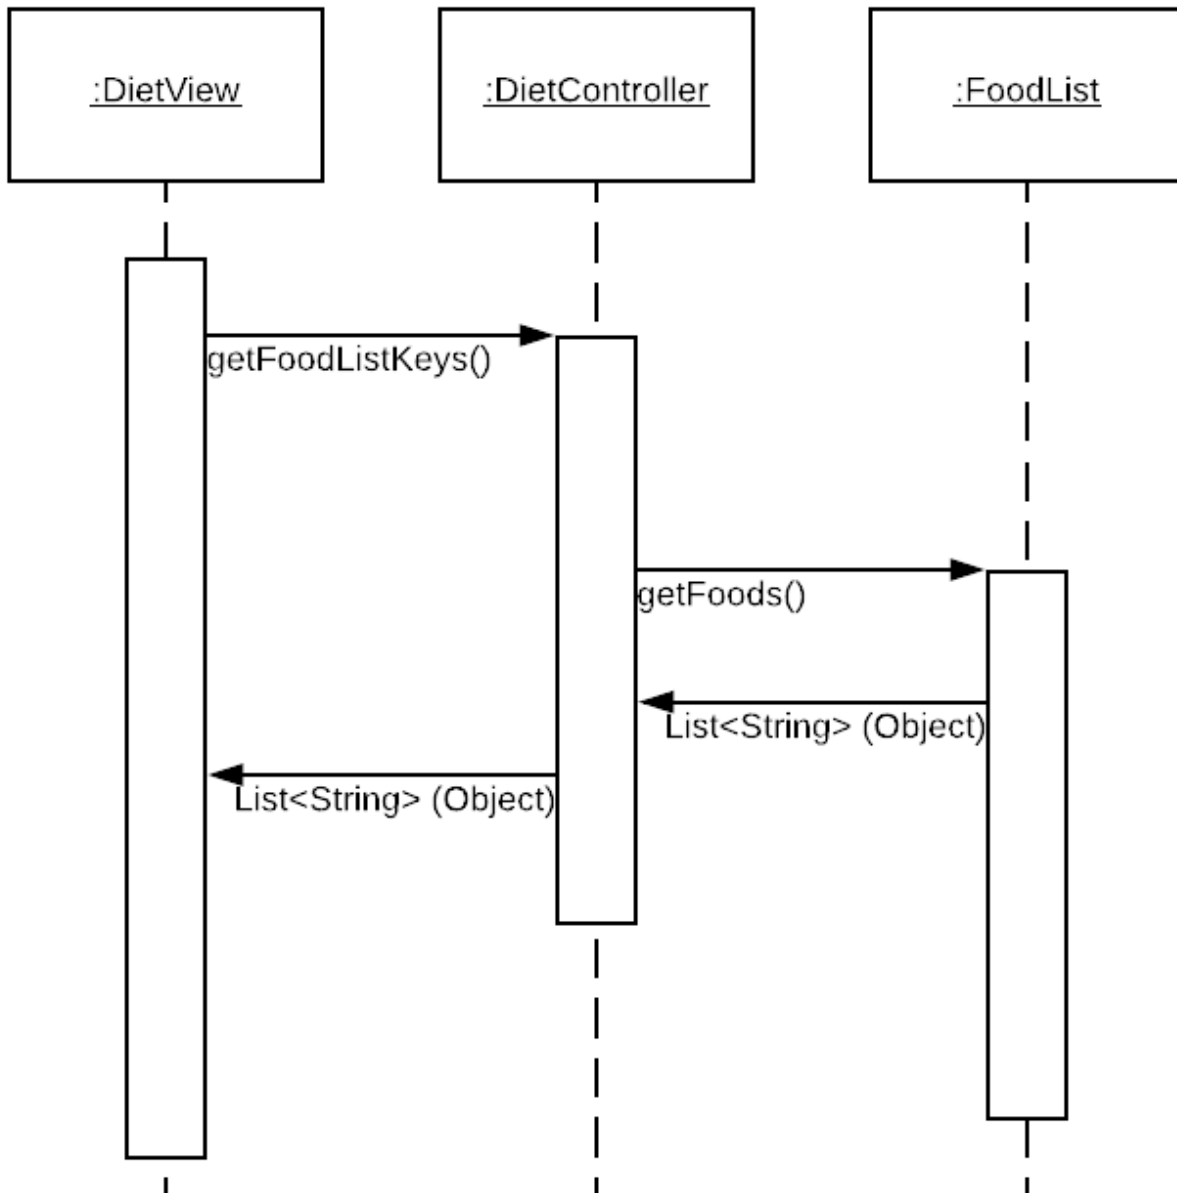 :DietView
:DietController
:FoodList
getFoodListKeys()
getFoods()
List<String> (Object)
List<String> (Object)